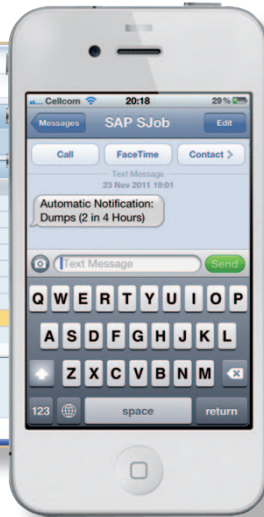 Cellcom 20:18 29%
Messages SAP SJob Edit
Call FaceTime Contact >
Text Message
23 Nov 2011 19:01
Automatic Notification:
Dumps (2 in 4 Hours)
Text Message Send
Q W E R T Y U I O P
A S D F G H J K L
Z X C V B N M
123 space return